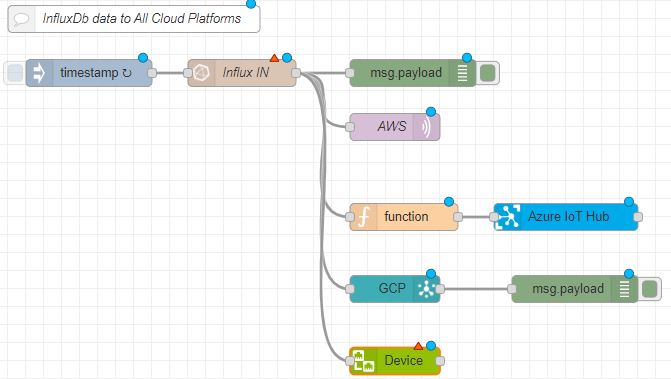 InfluxDb data to All Cloud Platforms
timestamp ↻
Influx IN
msg.payload
AWS
function
Azure IoT Hub
GCP
msg.payload
Device